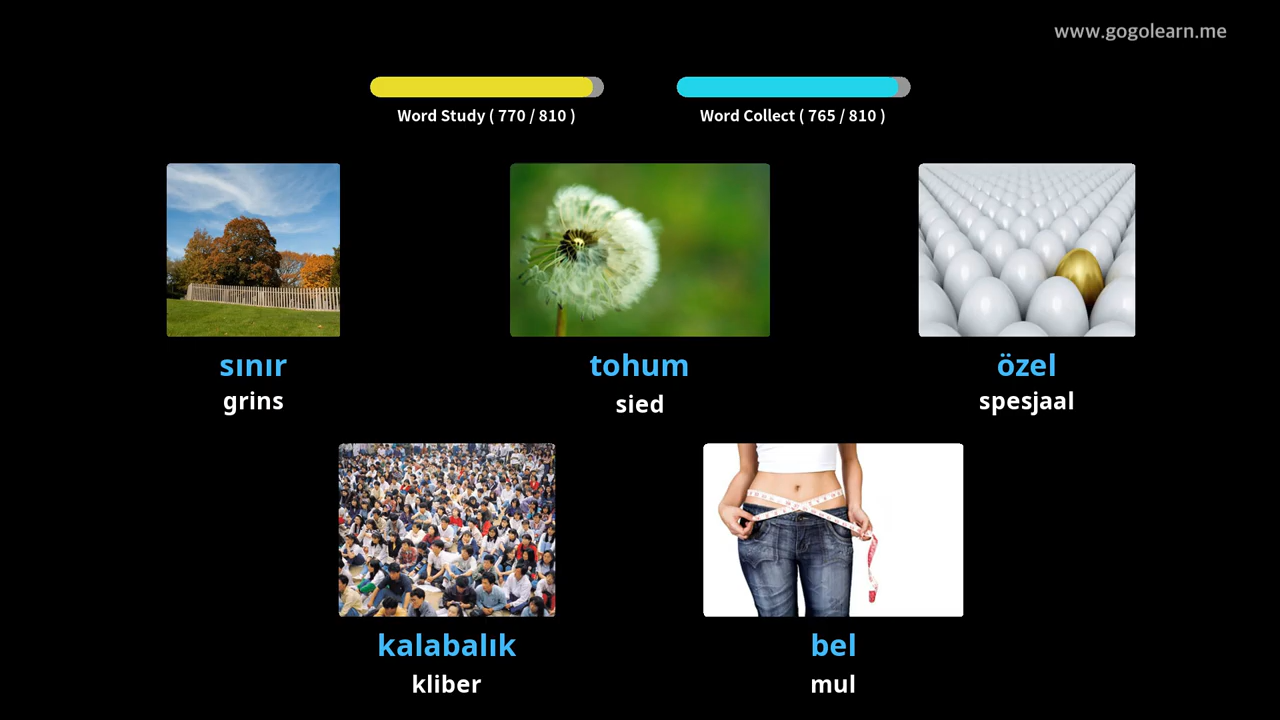 www.gogolearn.me
Word Study ( 770 / 810 )
Word Collect ( 765 / 810 )
sınır
grins
tohum
sied
özel
spesjaal
kalabalık
kliber
bel
mul